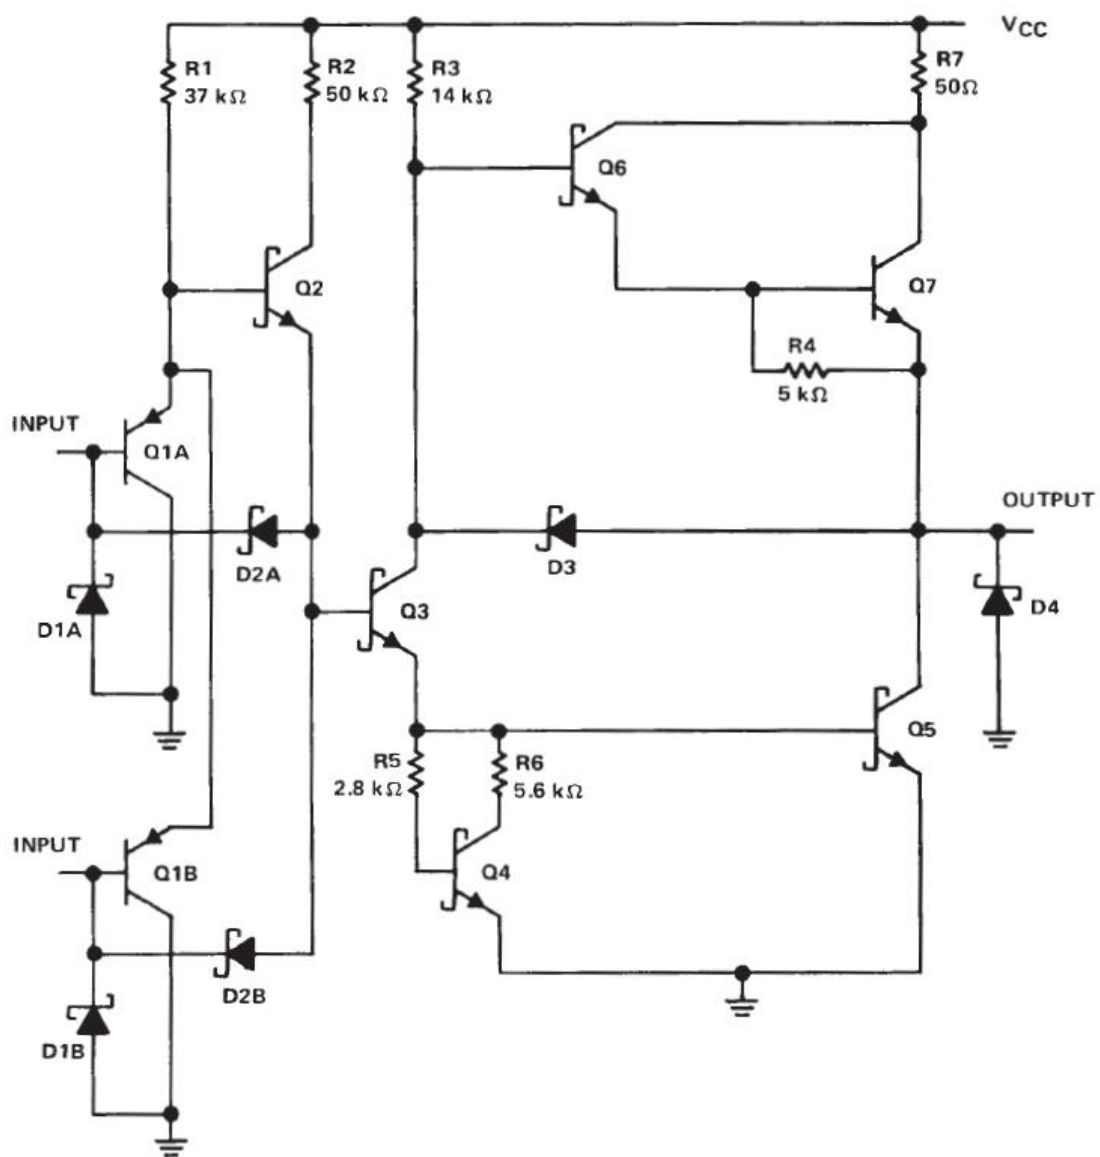 VCC
R1
37 kΩ
R2
50 kΩ
R3
14 kΩ
R7
50Ω
Q6
Q2
Q7
R4
5 kΩ
INPUT
Q1A
OUTPUT
D2A
D3
D1A
Q3
D4
Q5
R5
2.8 kΩ
R6
5.6 kΩ
INPUT
Q1B
Q4
D2B
D1B